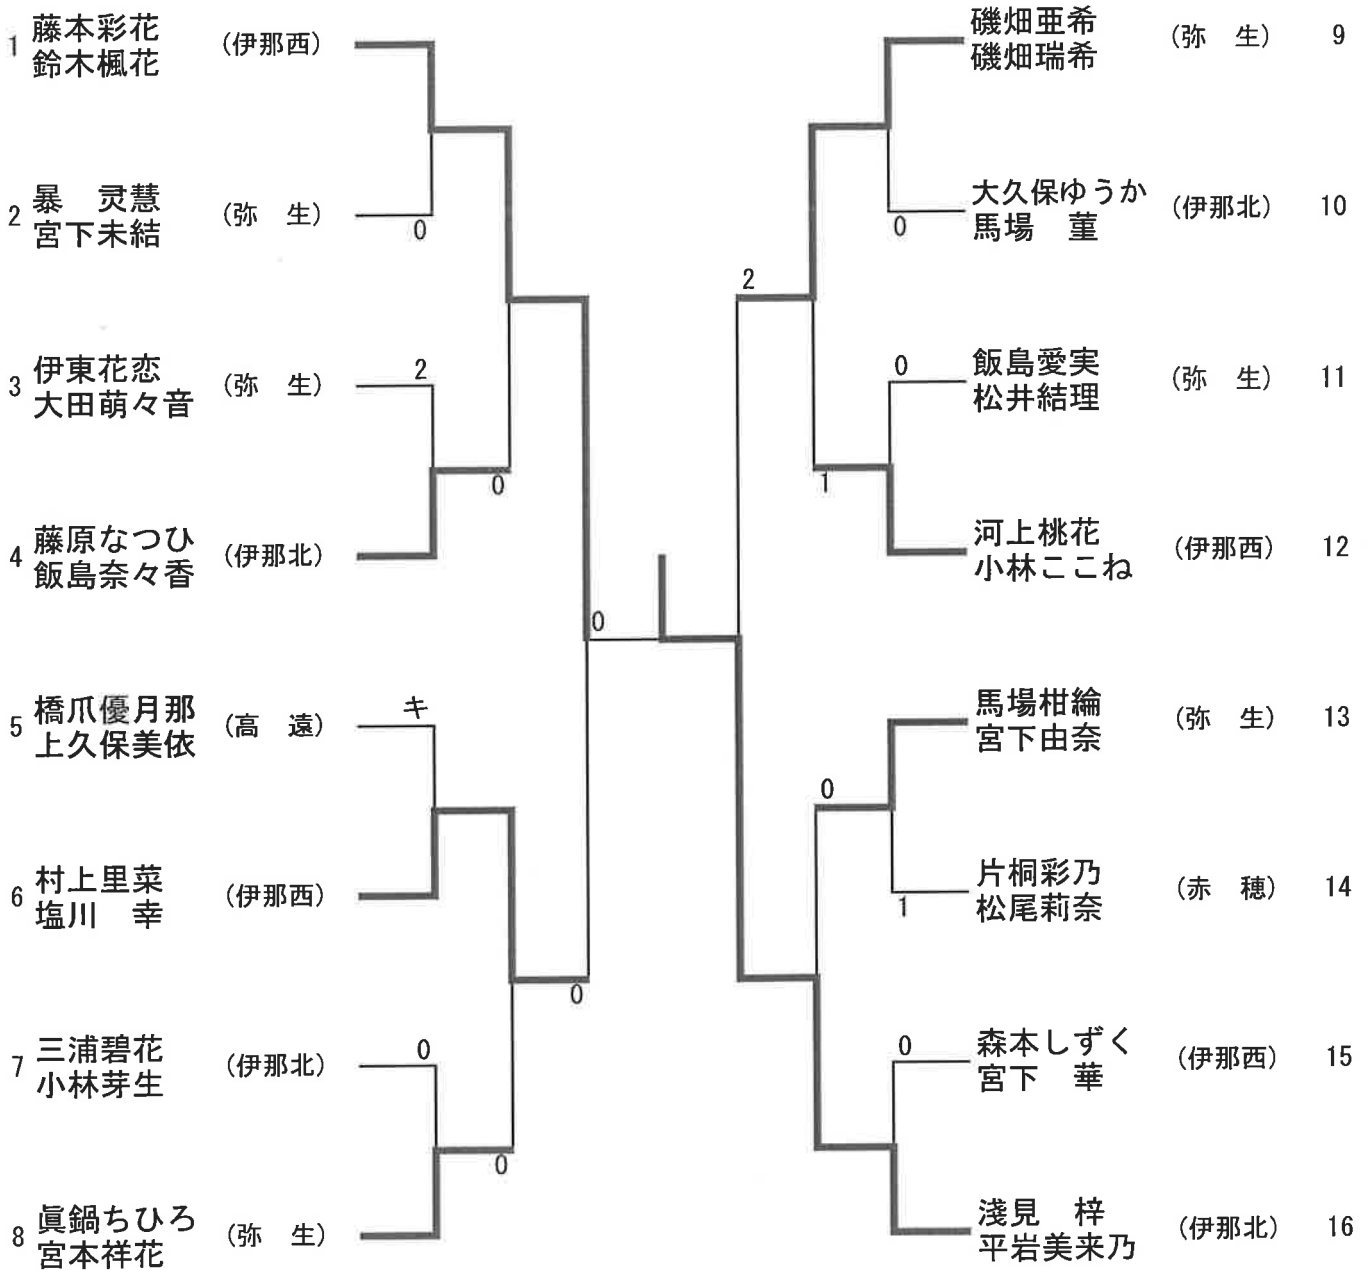 1 藤本彩花 (伊那西)
鈴木楓花
2 暴 灵慧 (弥 生)
宮下未結
0
3 伊東花恋 (弥 生) 2
大田萌々音
0
4 藤原なつひ (伊那北)
飯島奈々香
0
5 橋爪優月那 (高 遠) キ
上久保美依
6 村上里菜 (伊那西)
塩川 幸
0
7 三浦碧花 (伊那北) 0
小林芽生
0
8 眞鍋ちひろ (弥 生)
宮本祥花
磯畑亜希 (弥 生) 9
磯畑瑞希
大久保ゆうか (伊那北) 10
馬場 菫
0
2
飯島愛実 (弥 生) 11
松井結理
0
1
河上桃花 (伊那西) 12
小林ここね
馬場柑綸 (弥 生) 13
宮下由奈
0
片桐彩乃 (赤 穂) 14
松尾莉奈
1
森本しずく (伊那西) 15
宮下 華
0
淺見 梓 (伊那北) 16
平岩美来乃